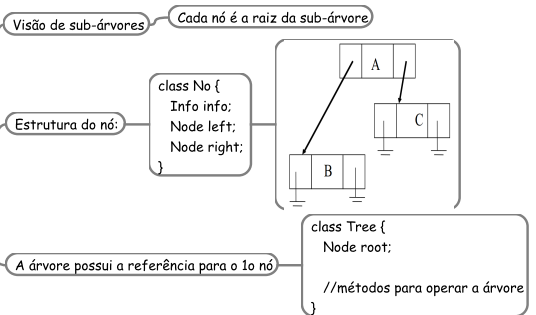 Visão de sub-árvores
Cada nó é a raiz da sub-árvore
Estrutura do nó:
class No {
Info info;
Node left;
Node right;
}
A
C
B
A árvore possui a referência para o 1o nó
class Tree {
Node root;
//métodos para operar a árvore
}